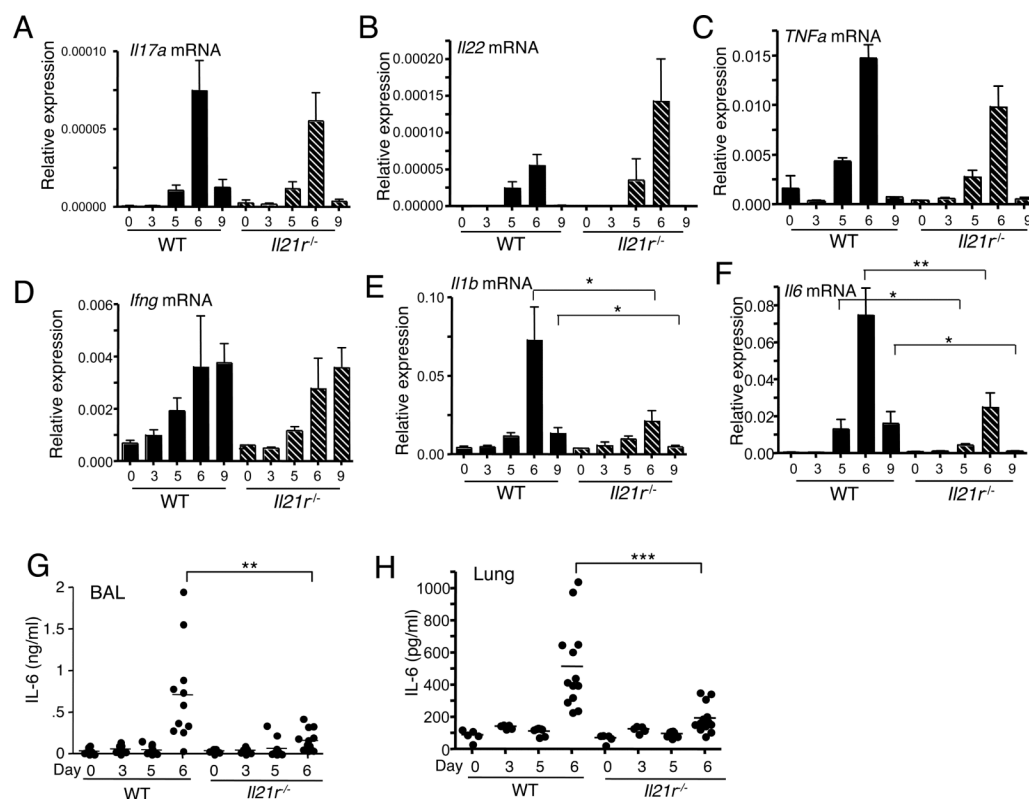 A
Il17a mRNA
Relative expression
0.00010
0.00005
0.00000
0 3 5 6 9 0 3 5 6 9
WT Il21r-/-
B
Il22 mRNA
Relative expression
0.00020
0.00015
0.00010
0.00005
0.00000
0 3 5 6 9 0 3 5 6 9
WT Il21r-/-
C
TNFa mRNA
Relative expression
0.015
0.010
0.005
0.000
0 3 5 6 9 0 3 5 6 9
WT Il21r-/-
D
Ifng mRNA
Relative expression
0.006
0.004
0.002
0.000
0 3 5 6 9 0 3 5 6 9
WT Il21r-/-
E
Il1b mRNA
*
*
Relative expression
0.10
0.05
0.00
0 3 5 6 9 0 3 5 6 9
WT Il21r-/-
F
**
Il6 mRNA
*
*
Relative expression
0.08
0.06
0.04
0.02
0.00
0 3 5 6 9 0 3 5 6 9
WT Il21r-/-
G
BAL
**
IL-6 (ng/ml)
2
1.5
1
.5
0
Day 0 3 5 6 0 3 5 6
WT Il21r-/-
H
Lung
***
IL-6 (pg/ml)
1000
800
600
400
200
0
Day 0 3 5 6 0 3 5 6
WT Il21r-/-